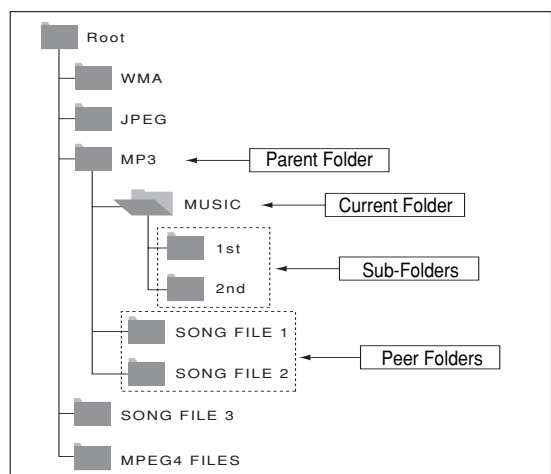 Root
WMA
JPEG
MP3
Parent Folder
MUSIC
Current Folder
1st
Sub-Folders
2nd
SONG FILE 1
Peer Folders
SONG FILE 2
SONG FILE 3
MPEG4 FILES